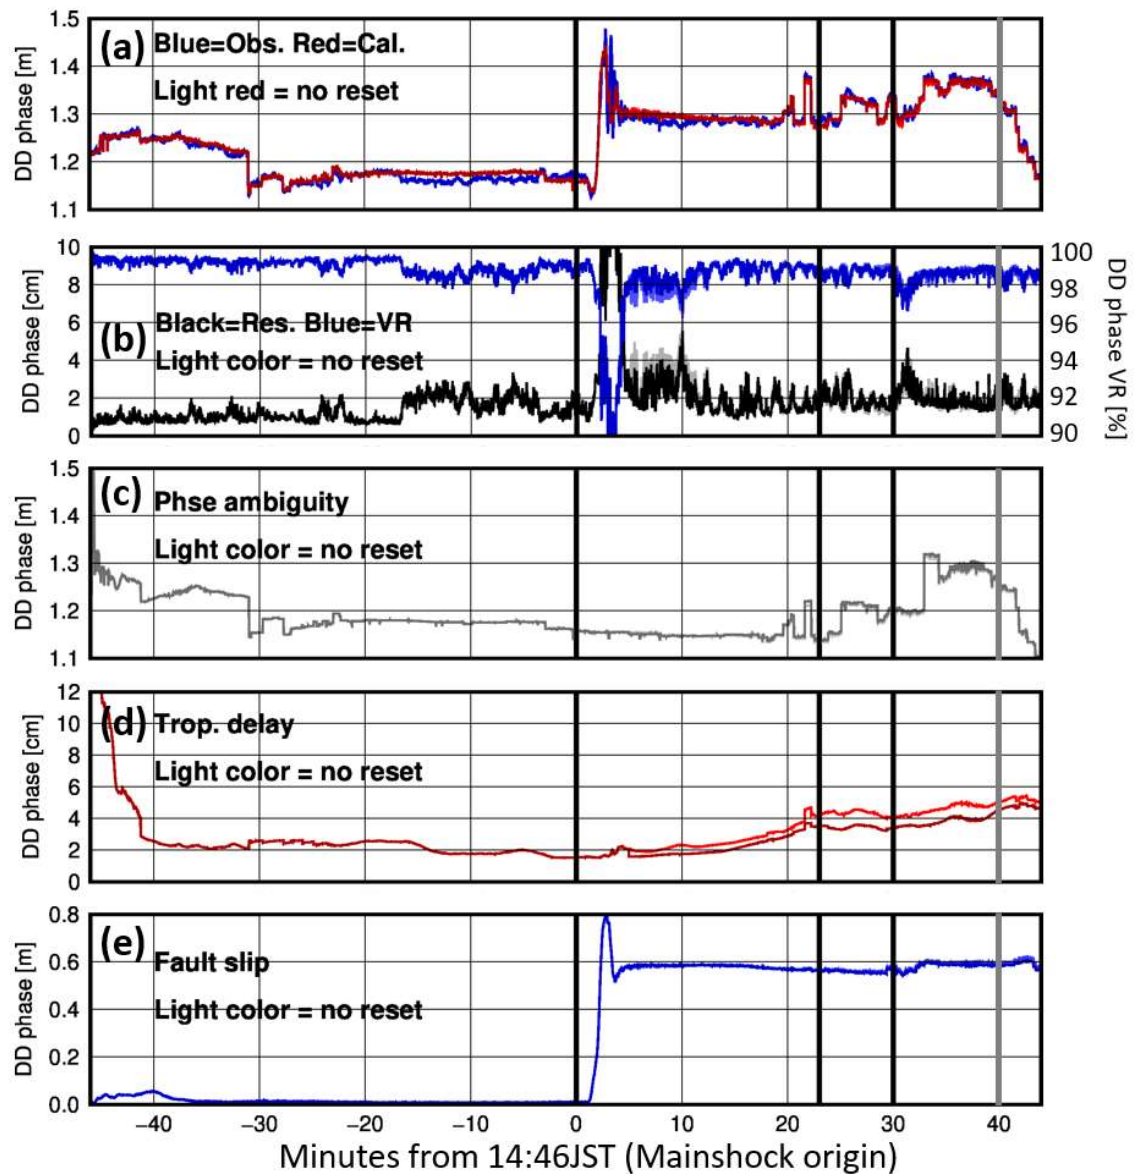 1.5
(a) Blue=Obs. Red=Cal.
1.4
Light red = no reset
1.3
1.2
1.1
DD phase [m]
10
100
8
98
6
96
(b) Black=Res. Blue=VR
4
94
Light color = no reset
2
92
0
90
DD phase [cm]
DD phase VR [%]
1.5
(c) Phse ambiguity
1.4
Light color = no reset
1.3
1.2
1.1
DD phase [m]
12
(d) Trop. delay
10
8
Light color = no reset
6
4
2
0
DD phase [cm]
0.8
(e) Fault slip
0.6
Light color = no reset
0.4
0.2
0.0
DD phase [m]
−40 −30 −20 −10 0 10 20 30 40
Minutes from 14:46JST (Mainshock origin)